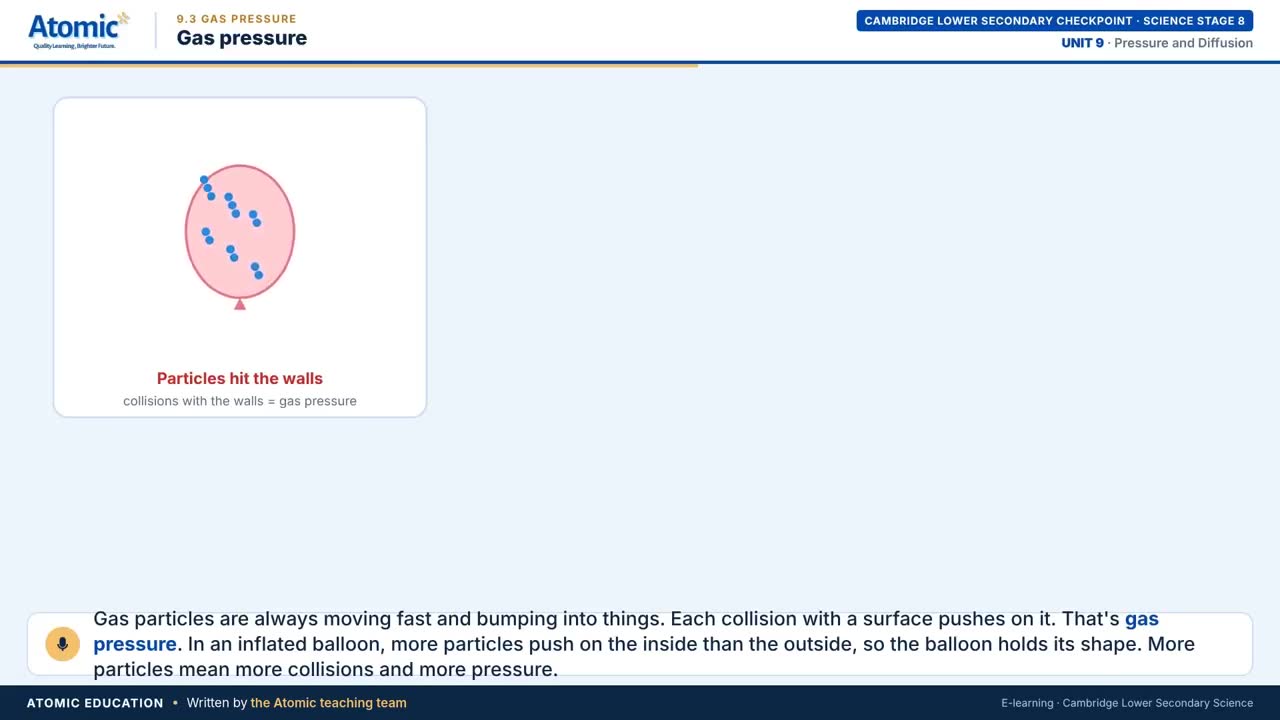 Atomic
Quality Learning, Brighter Future.
9.3 GAS PRESSURE
Gas pressure
CAMBRIDGE LOWER SECONDARY CHECKPOINT · SCIENCE STAGE 8
UNIT 9 · Pressure and Diffusion
Particles hit the walls
collisions with the walls = gas pressure
Gas particles are always moving fast and bumping into things. Each collision with a surface pushes on it. That's gas
pressure. In an inflated balloon, more particles push on the inside than the outside, so the balloon holds its shape. More
particles mean more collisions and more pressure.
ATOMIC EDUCATION • Written by the Atomic teaching team
E-learning · Cambridge Lower Secondary Science